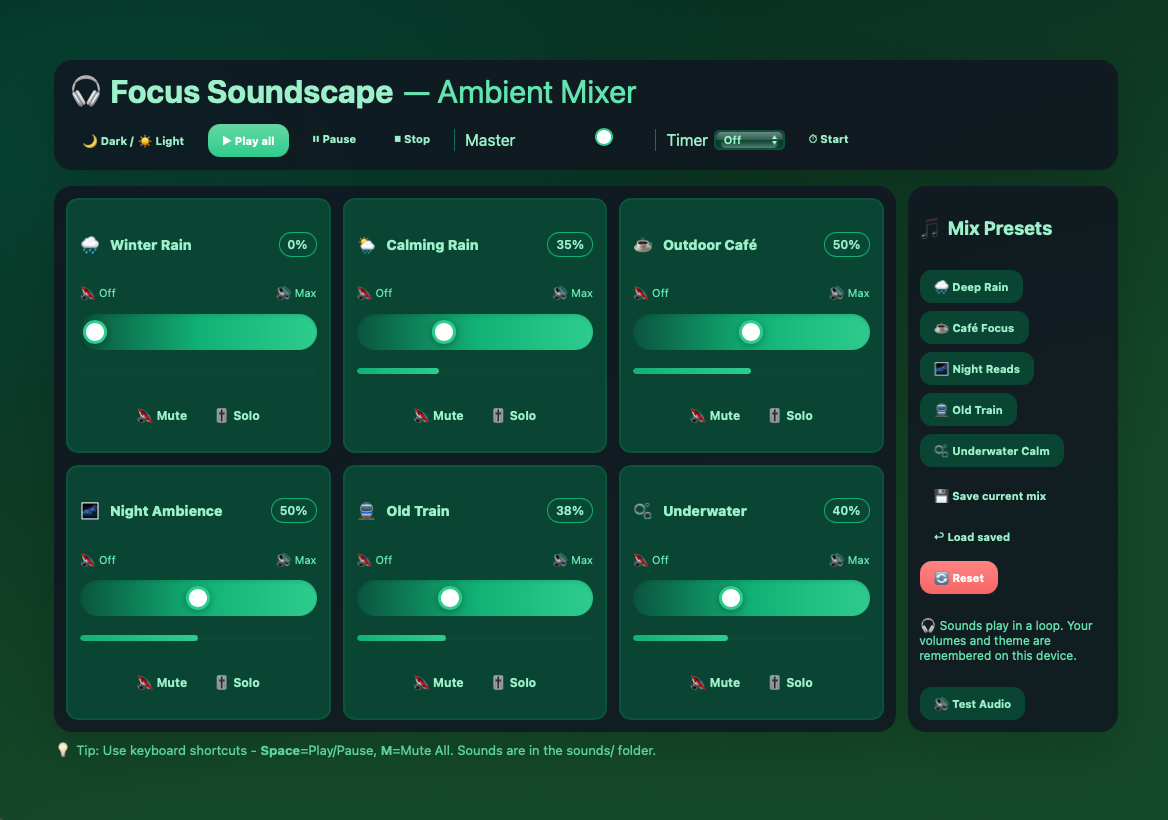 Focus Soundscape — Ambient Mixer
Dark / Light Play all Pause Stop Master Timer Off Start
Winter Rain 0%
Off Max
Mute Solo
Calming Rain 35%
Off Max
Mute Solo
Outdoor Café 50%
Off Max
Mute Solo
Night Ambience 50%
Off Max
Mute Solo
Old Train 38%
Off Max
Mute Solo
Underwater 40%
Off Max
Mute Solo
Mix Presets
Deep Rain
Café Focus
Night Reads
Old Train
Underwater Calm
Save current mix
Load saved
Reset
Sounds play in a loop. Your
volumes and theme are
remembered on this device.
Test Audio
Tip: Use keyboard shortcuts - Space=Play/Pause, M=Mute All. Sounds are in the sounds/ folder.